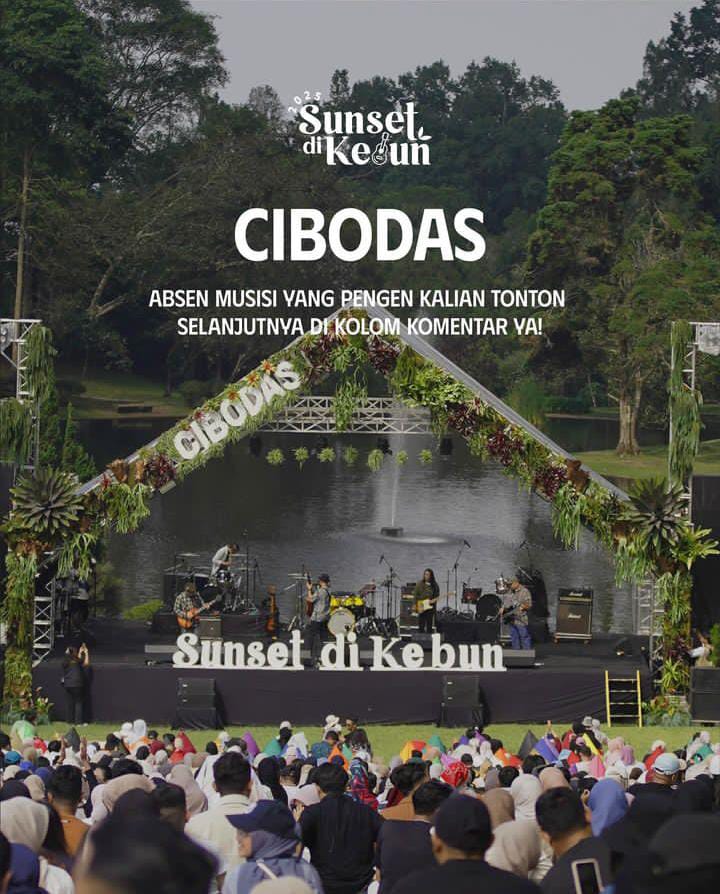 2025
Sunset
di Kebun
CIBODAS
ABSEN MUSISI YANG PENGEN KALIAN TONTON
SELANJUTNYA DI KOLOM KOMENTAR YA!
CIBODAS
Sunset di Kebun